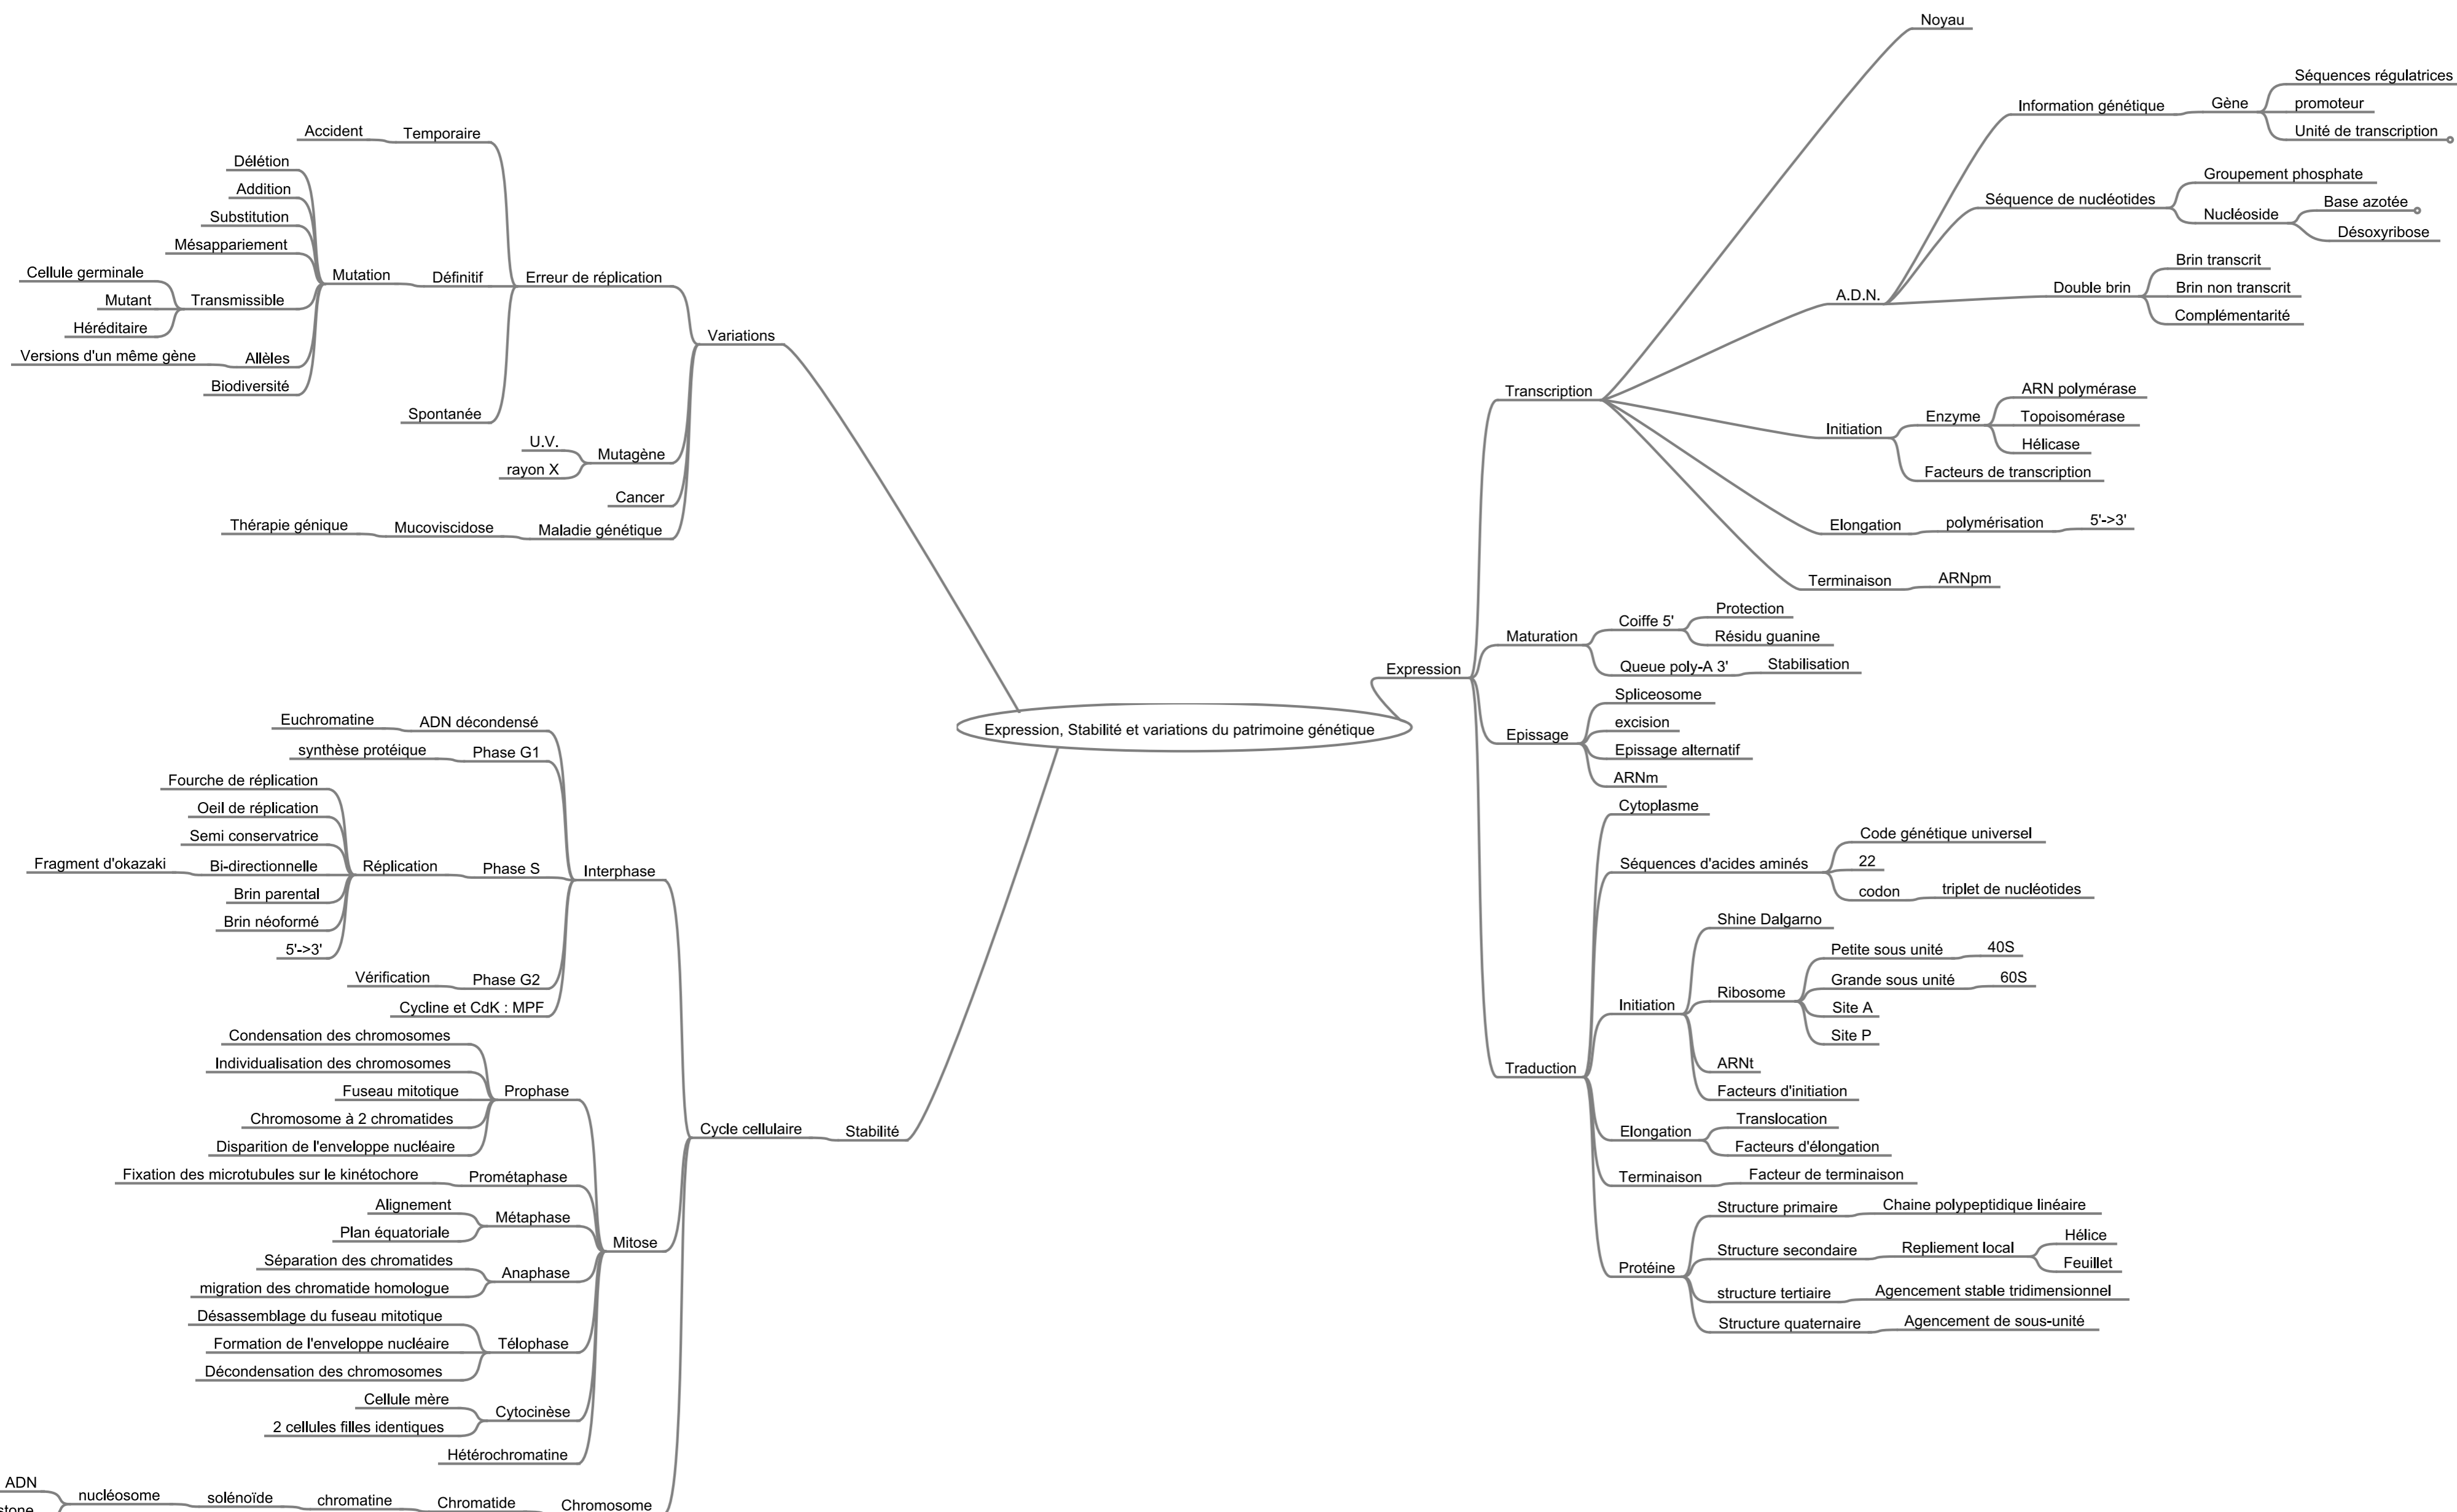 Expression, Stabilité et variations du patrimoine génétique
Expression
Transcription
Noyau
A.D.N.
Information génétique
Gène
Séquences régulatrices
promoteur
Unité de transcription
Séquence de nucléotides
Groupement phosphate
Nucléoside
Base azotée
Désoxyribose
Double brin
Brin transcrit
Brin non transcrit
Complémentarité
Initiation
Enzyme
ARN polymérase
Topoisomérase
Hélicase
Facteurs de transcription
Elongation
polymérisation
5'->3'
Terminaison
ARNpm
Maturation
Coiffe 5'
Protection
Résidu guanine
Queue poly-A 3'
Stabilisation
Epissage
Spliceosome
excision
Epissage alternatif
ARNm
Traduction
Cytoplasme
Séquences d'acides aminés
Code génétique universel
22
codon
triplet de nucléotides
Initiation
Shine Dalgarno
Ribosome
Petite sous unité
40S
Grande sous unité
60S
Site A
Site P
ARNt
Facteurs d'initiation
Elongation
Translocation
Facteurs d'élongation
Terminaison
Facteur de terminaison
Protéine
Structure primaire
Chaine polypeptidique linéaire
Structure secondaire
Repliement local
Hélice
Feuillet
structure tertiaire
Agencement stable tridimensionnel
Structure quaternaire
Agencement de sous-unité
Variations
Erreur de réplication
Temporaire
Accident
Définitif
Mutation
Délétion
Addition
Substitution
Mésappariement
Transmissible
Cellule germinale
Mutant
Héréditaire
Allèles
Versions d'un même gène
Biodiversité
Spontanée
Mutagène
U.V.
rayon X
Cancer
Maladie génétique
Mucoviscidose
Thérapie génique
Stabilité
Cycle cellulaire
Interphase
ADN décondensé
Euchromatine
Phase G1
synthèse protéique
Phase S
Réplication
Fourche de réplication
Oeil de réplication
Semi conservatrice
Bi-directionnelle
Fragment d'okazaki
Brin parental
Brin néoformé
5'->3'
Phase G2
Vérification
Cycline et CdK : MPF
Mitose
Prophase
Condensation des chromosomes
Individualisation des chromosomes
Fuseau mitotique
Chromosome à 2 chromatides
Disparition de l'enveloppe nucléaire
Prométaphase
Fixation des microtubules sur le kinétochore
Métaphase
Alignement
Plan équatoriale
Anaphase
Séparation des chromatides
migration des chromatide homologue
Télophase
Désassemblage du fuseau mitotique
Formation de l'enveloppe nucléaire
Décondensation des chromosomes
Cytocinèse
Cellule mère
2 cellules filles identiques
Hétérochromatine
Chromosome
Chromatide
chromatine
solénoïde
nucléosome
ADN